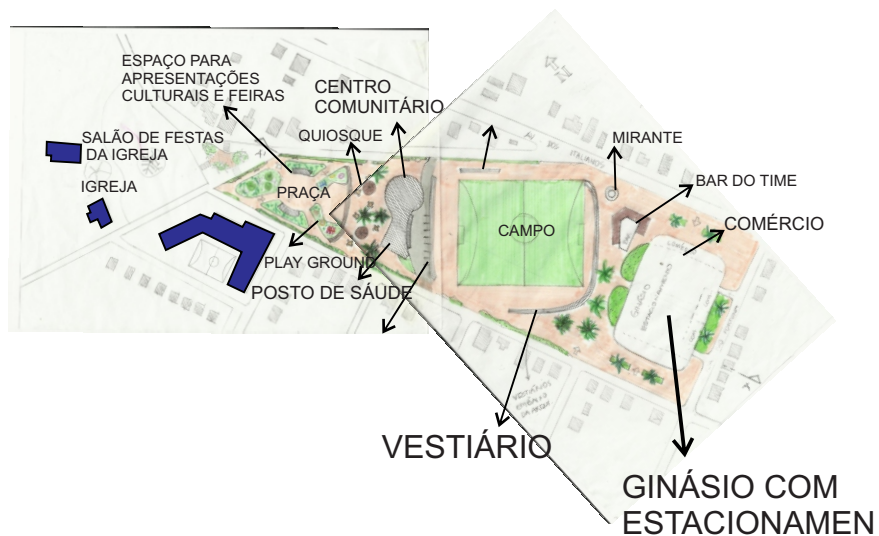 ESPAÇO PARA
APRESENTAÇÕES
CULTURAIS E FEIRAS
CENTRO
COMUNITÁRIO
QUIOSQUE
MIRANTE
SALÃO DE FESTAS
DA IGREJA
BAR DO TIME
IGREJA
PRAÇA
COMÉRCIO
CAMPO
PLAY GROUND
POSTO DE SÁUDE
VESTIÁRIO
GINÁSIO COM
ESTACIONAMEN